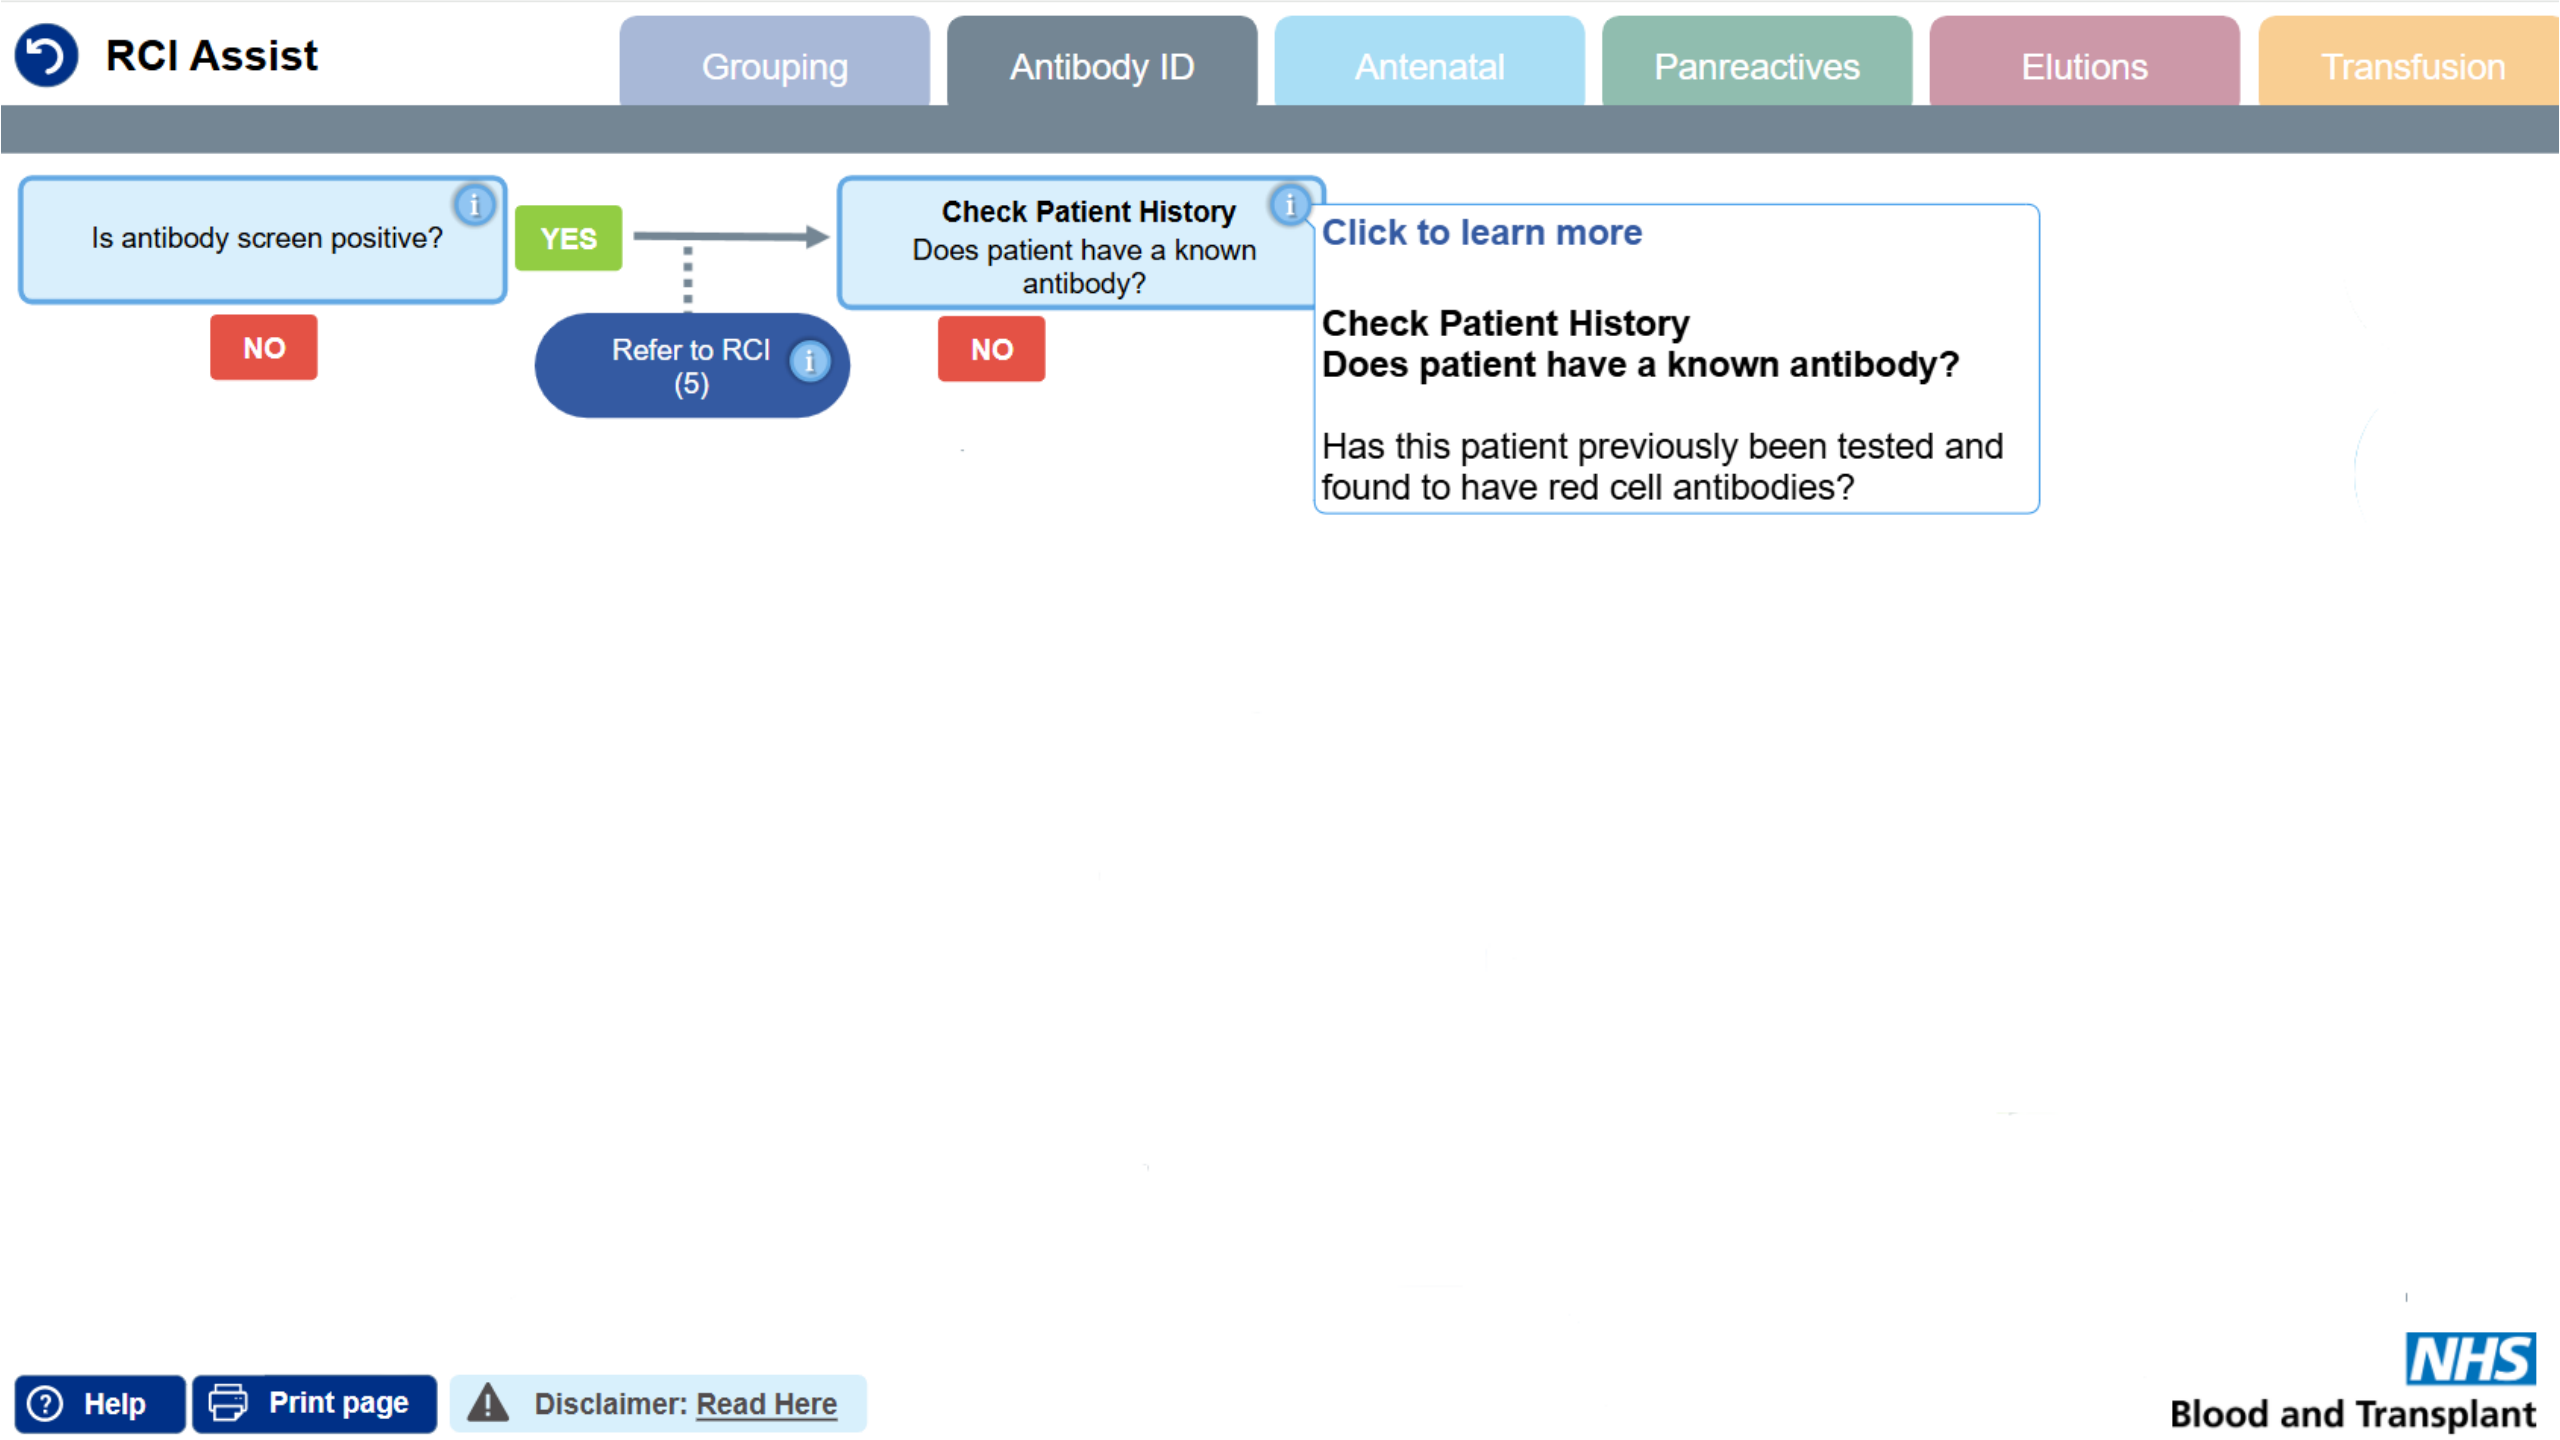 RCI Assist
Grouping
Antibody ID
Antenatal
Panreactives
Elutions
Transfusion
Is antibody screen positive?
i
YES
NO
Refer to RCI
(5)
i
Check Patient History
Does patient have a known
antibody?
i
NO
Click to learn more
Check Patient History
Does patient have a known antibody?
Has this patient previously been tested and
found to have red cell antibodies?
? Help
Print page
! Disclaimer: Read Here
NHS
Blood and Transplant